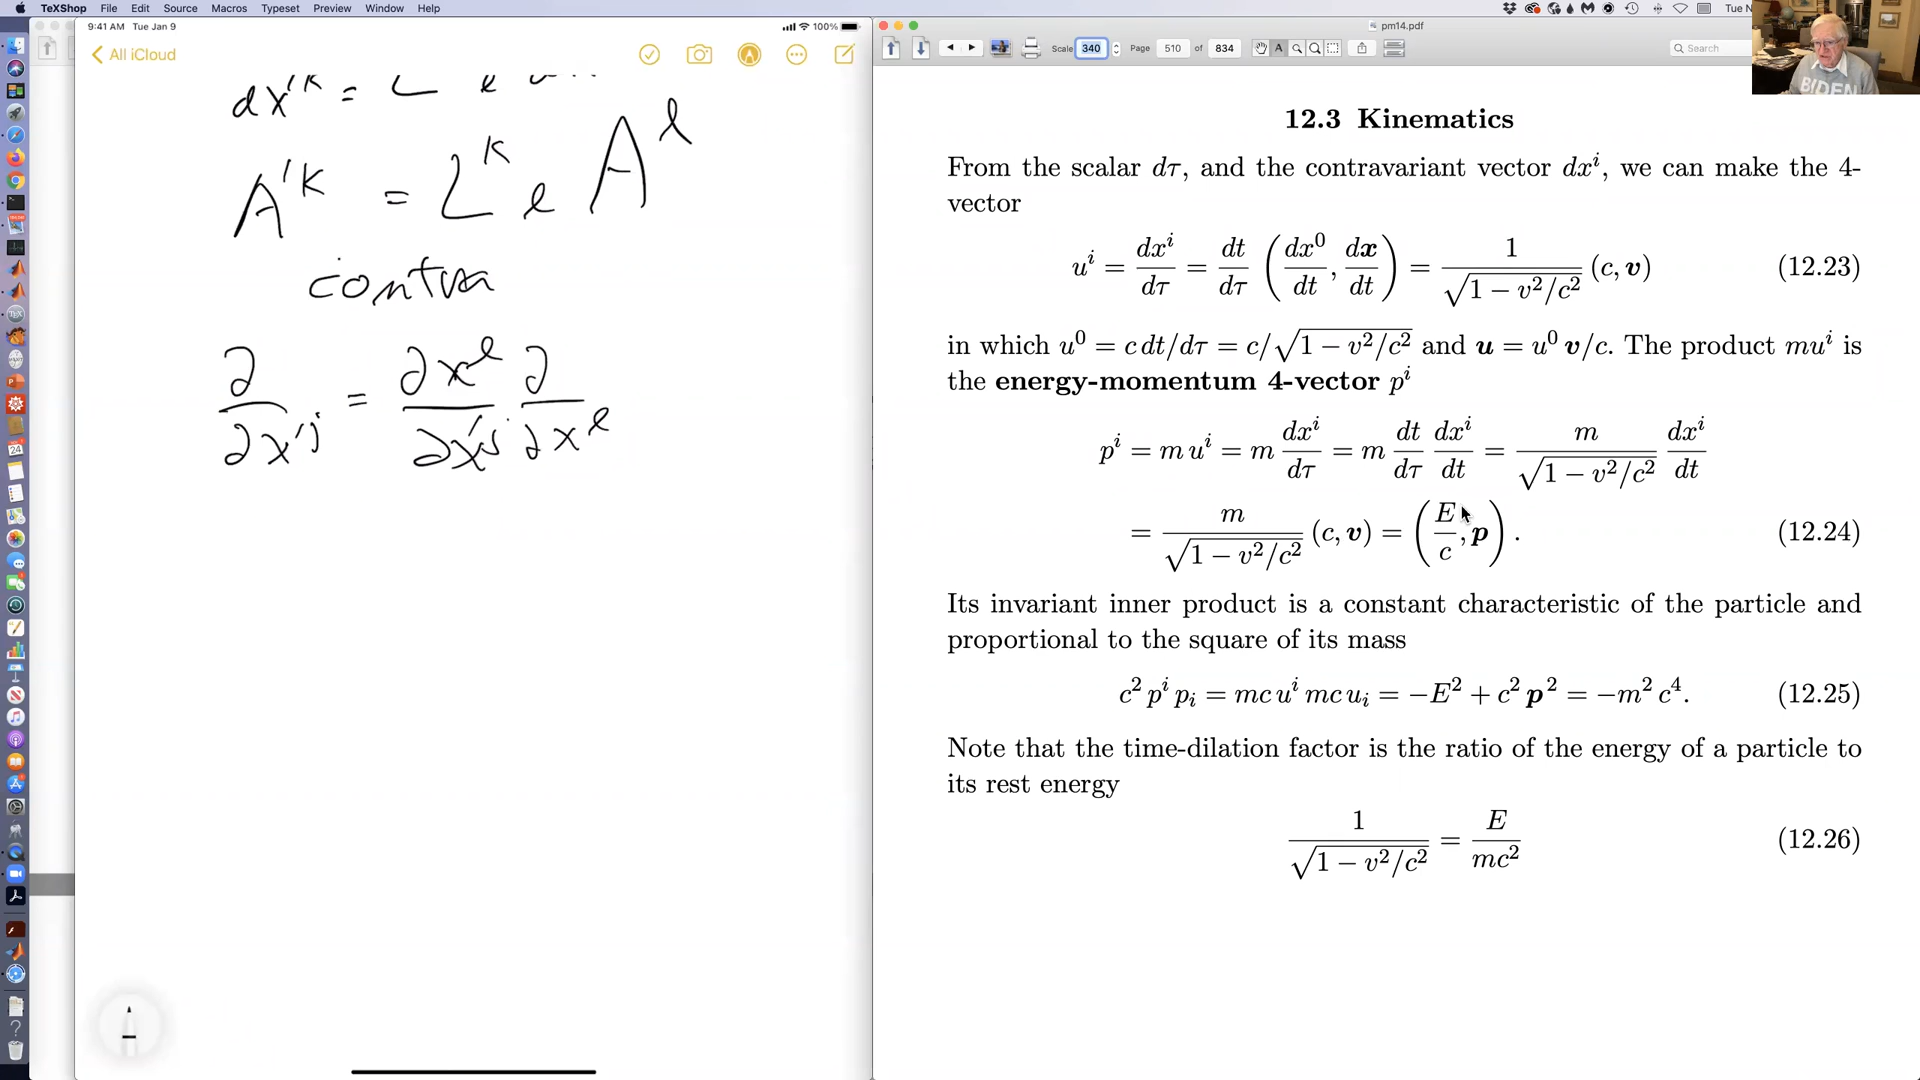 TeXShop File Edit Source Macros Typeset Preview Window Help
9:41 AM Tue Jan 9
100%
All iCloud
dx'ᵏ = L ℓ
A'ᵏ = Lᵏ ℓ Aˡ
contra
∂/∂x'ʲ = ∂xˡ/∂x'ʲ ∂/∂xˡ
pm14.pdf
Scale 340 Page 510 of 834 Search
BIDEN
12.3 Kinematics
From the scalar dτ, and the contravariant vector dxⁱ, we can make the 4-
vector
uⁱ = dxⁱ/dτ = dt/dτ (dx⁰/dt, d𝒙/dt) = 1/√(1 − v²/c²) (c, 𝒗) (12.23)
in which u⁰ = c dt/dτ = c/√(1 − v²/c²) and 𝒖 = u⁰ 𝒗/c. The product muⁱ is
the energy-momentum 4-vector pⁱ
pⁱ = m uⁱ = m dxⁱ/dτ = m dt/dτ dxⁱ/dt = m/√(1 − v²/c²) dxⁱ/dt
= m/√(1 − v²/c²) (c, 𝒗) = (E/c, 𝒑). (12.24)
Its invariant inner product is a constant characteristic of the particle and
proportional to the square of its mass
c² pⁱ pᵢ = mc uⁱ mc uᵢ = −E² + c² 𝒑² = −m² c⁴. (12.25)
Note that the time-dilation factor is the ratio of the energy of a particle to
its rest energy
1/√(1 − v²/c²) = E/mc² (12.26)